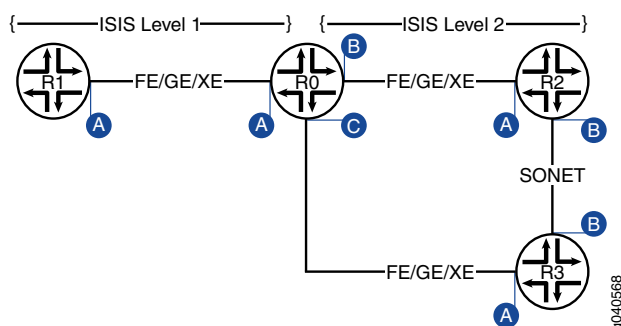 { ISIS Level 1 } { ISIS Level 2 }
R1 A FE/GE/XE A R0 B FE/GE/XE A R2
C B
SONET
B
FE/GE/XE A R3
g040568